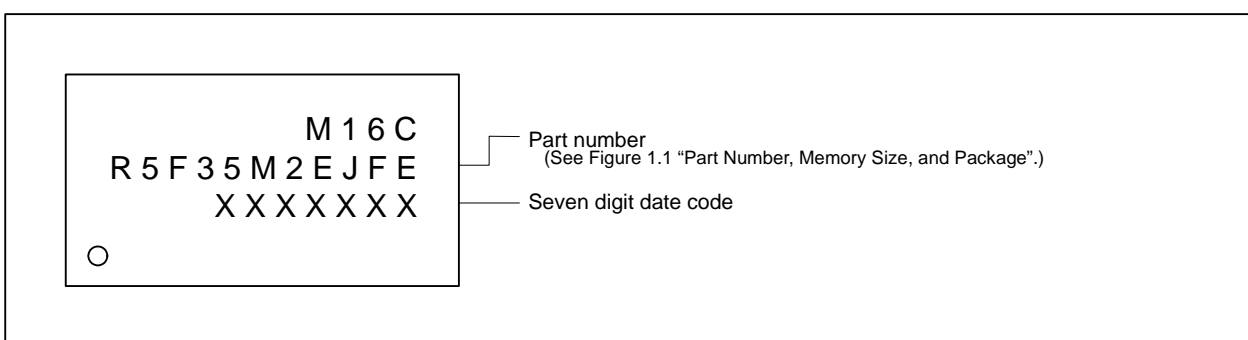 M16C
R5F35M2EJFE
XXXXXXX
Part number
(See Figure 1.1 “Part Number, Memory Size, and Package”.)
Seven digit date code